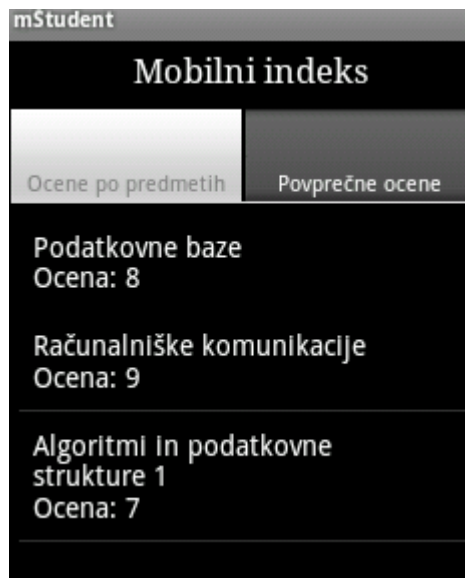 mStudent
Mobilni indeks
Ocene po predmetih
Povprečne ocene
Podatkovne baze
Ocena: 8
Računalniške komunikacije
Ocena: 9
Algoritmi in podatkovne
strukture 1
Ocena: 7